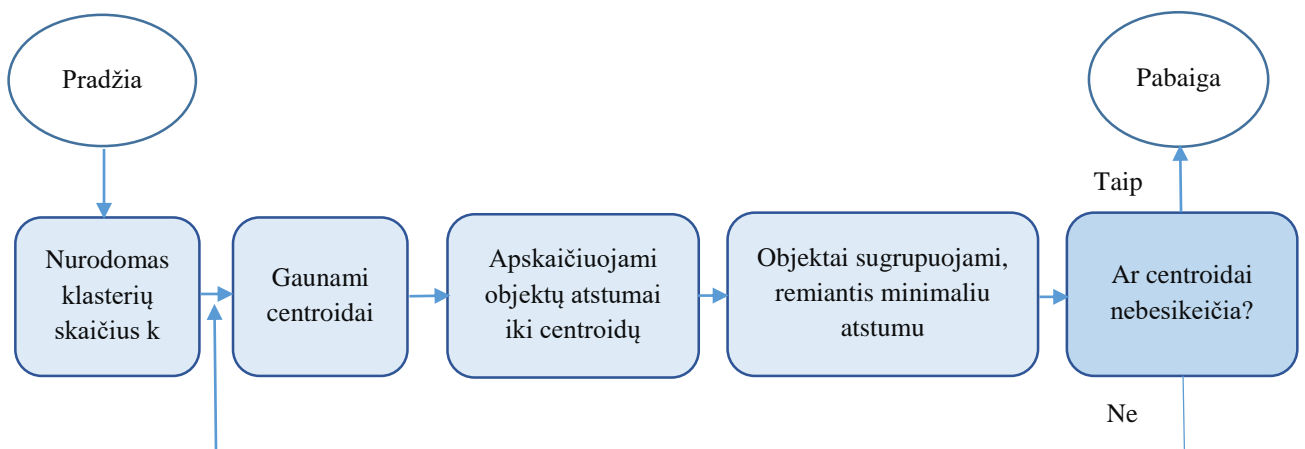 Pradžia
Pabaiga
Taip
Nurodomas
klasterių
skaičius k
Gaunami
centroidai
Apskaičiuojami
objektų atstumai
iki centroidų
Objektai sugrupuojami,
remiantis minimaliu
atstumu
Ar centroidai
nebesikeičia?
Ne